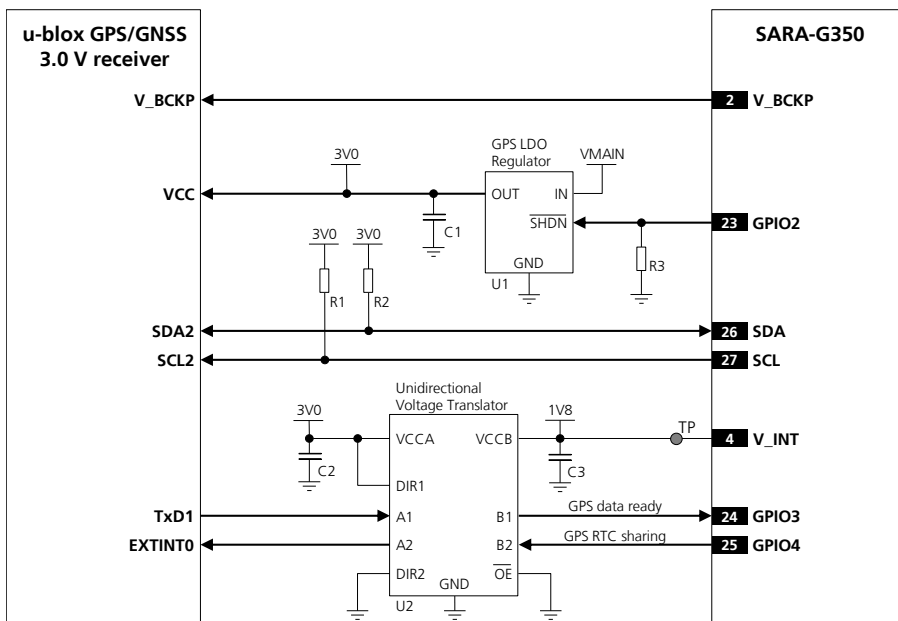 u-blox GPS/GNSS
3.0 V receiver
SARA-G350
V_BCKP
2 V_BCKP
GPS LDO
Regulator
VMAIN
3V0
VCC
OUT IN
C1
SHDN
23 GPIO2
3V0 3V0
GND
R3
U1
R1 R2
SDA2
26 SDA
SCL2
27 SCL
Unidirectional
Voltage Translator
3V0
1V8
TP
VCCA VCCB
4 V_INT
C2
C3
DIR1
TxD1
A1 B1
GPS data ready
24 GPIO3
EXTINT0
A2 B2
GPS RTC sharing
25 GPIO4
DIR2 OE
GND
U2